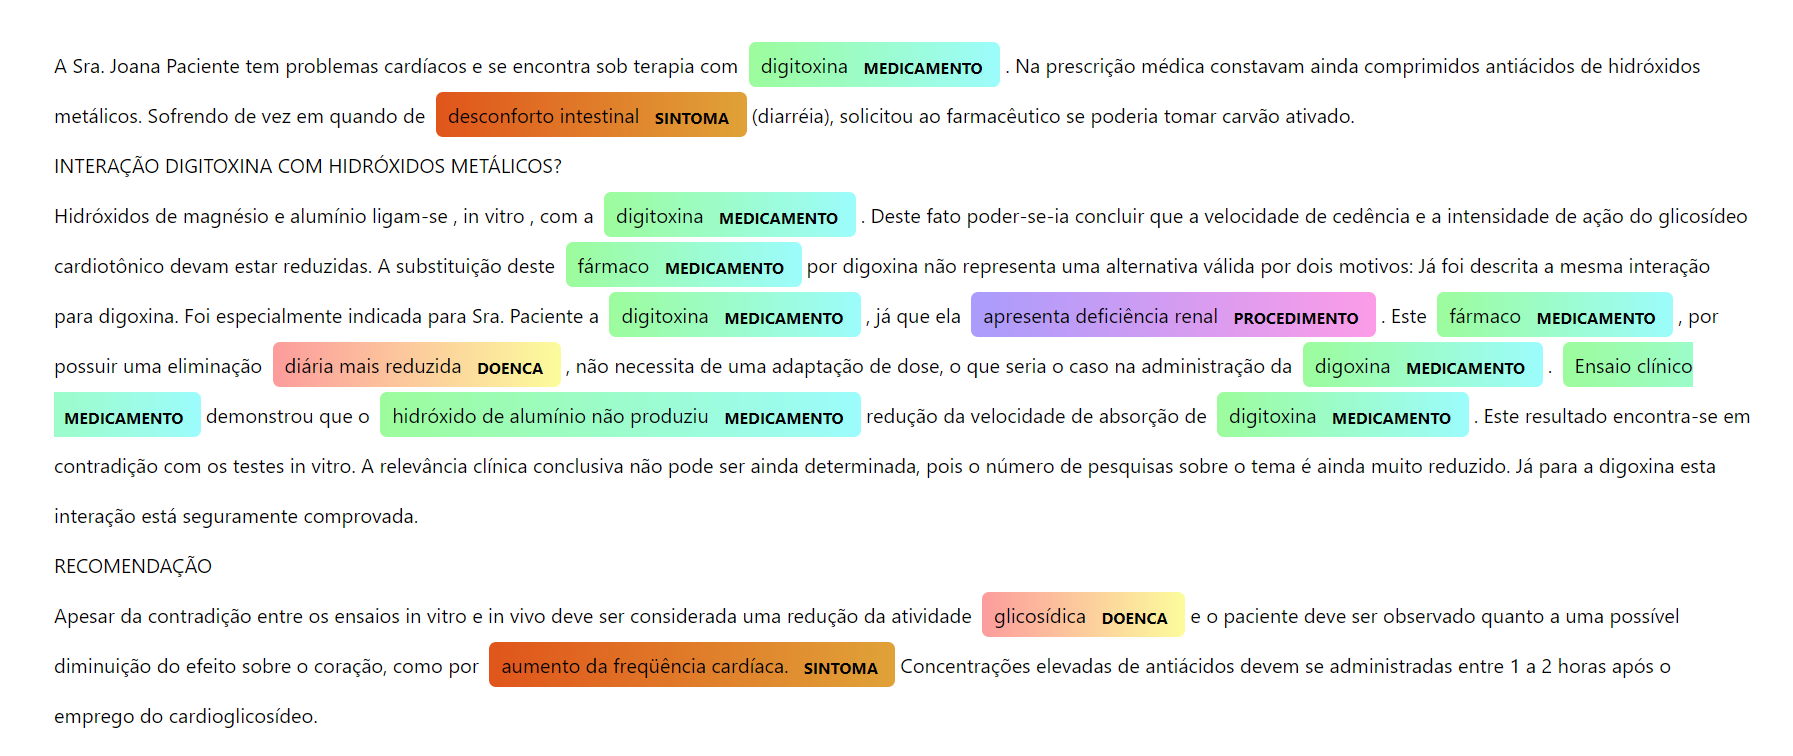 A Sra. Joana Paciente tem problemas cardíacos e se encontra sob terapia com digitoxina MEDICAMENTO . Na prescrição médica constavam ainda comprimidos antiácidos de hidróxidos
metálicos. Sofrendo de vez em quando de desconforto intestinal SINTOMA (diarréia), solicitou ao farmacêutico se poderia tomar carvão ativado.
INTERAÇÃO DIGITOXINA COM HIDRÓXIDOS METÁLICOS?
Hidróxidos de magnésio e alumínio ligam-se , in vitro , com a digitoxina MEDICAMENTO . Deste fato poder-se-ia concluir que a velocidade de cedência e a intensidade de ação do glicosídeo
cardiotônico devam estar reduzidas. A substituição deste fármaco MEDICAMENTO por digoxina não representa uma alternativa válida por dois motivos: Já foi descrita a mesma interação
para digoxina. Foi especialmente indicada para Sra. Paciente a digitoxina MEDICAMENTO , já que ela apresenta deficiência renal PROCEDIMENTO . Este fármaco MEDICAMENTO , por
possuir uma eliminação diária mais reduzida DOENCA , não necessita de uma adaptação de dose, o que seria o caso na administração da digoxina MEDICAMENTO . Ensaio clínico
MEDICAMENTO demonstrou que o hidróxido de alumínio não produziu MEDICAMENTO redução da velocidade de absorção de digitoxina MEDICAMENTO . Este resultado encontra-se em
contradição com os testes in vitro. A relevância clínica conclusiva não pode ser ainda determinada, pois o número de pesquisas sobre o tema é ainda muito reduzido. Já para a digoxina esta
interação está seguramente comprovada.
RECOMENDAÇÃO
Apesar da contradição entre os ensaios in vitro e in vivo deve ser considerada uma redução da atividade glicosídica DOENCA e o paciente deve ser observado quanto a uma possível
diminuição do efeito sobre o coração, como por aumento da freqüência cardíaca. SINTOMA Concentrações elevadas de antiácidos devem se administradas entre 1 a 2 horas após o
emprego do cardioglicosídeo.